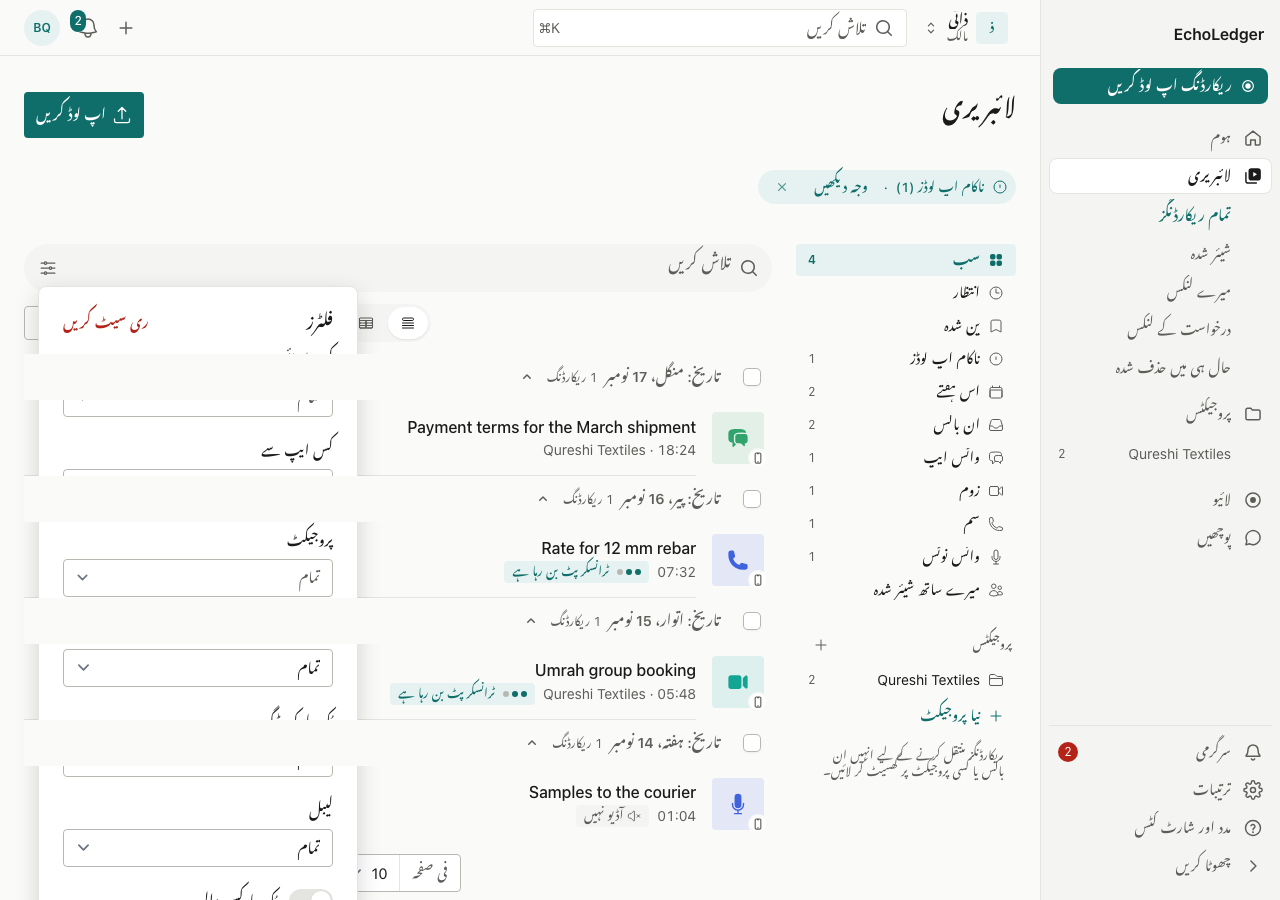 EchoLedger
ریکارڈنگ اپ لوڈ کریں
ہوم
لائبریری
تمام ریکارڈنگز
شیئر شدہ
میرے لنکس
درخواست کے لنکس
حال ہی میں حذف شدہ
پروجیکٹس
Qureshi Textiles 2
لائیو
پوچھیں
سرگرمی 2
ترتیبات
مدد اور شارٹ کٹس
چھوٹا کریں
ذ
ذاتی
مالک
تلاش کریں ⌘K
2
BQ
لائبریری
اپ لوڈ کریں
ناکام اپ لوڈز (1) · وجہ دیکھیں
سب 4
انتظار
پن شدہ
ناکام اپ لوڈز 1
اس ہفتے 2
ان باکس 2
واٹس ایپ 1
زوم 1
سم 1
وائس نوٹس 1
میرے ساتھ شیئر شدہ
پروجیکٹس
Qureshi Textiles 2
نیا پروجیکٹ
ریکارڈنگز منتقل کرنے کے لیے انہیں ان
باکس یا کسی پروجیکٹ پر گھسیٹ کر لائیں۔
تلاش کریں
تاریخ: منگل، 17 نومبر 1 ریکارڈنگ
Payment terms for the March shipment
Qureshi Textiles · 18:24
تاریخ: پیر، 16 نومبر 1 ریکارڈنگ
Rate for 12 mm rebar
07:32 ٹرانسکرپٹ بن رہا ہے
تاریخ: اتوار، 15 نومبر 1 ریکارڈنگ
Umrah group booking
Qureshi Textiles · 05:48 ٹرانسکرپٹ بن رہا ہے
تاریخ: ہفتہ، 14 نومبر 1 ریکارڈنگ
Samples to the courier
01:04 آڈیو نہیں
فی صفحہ 10
فلٹرز
ری سیٹ کریں
کس ایپ سے
پروجیکٹ
تمام
تمام
لیبل
تمام